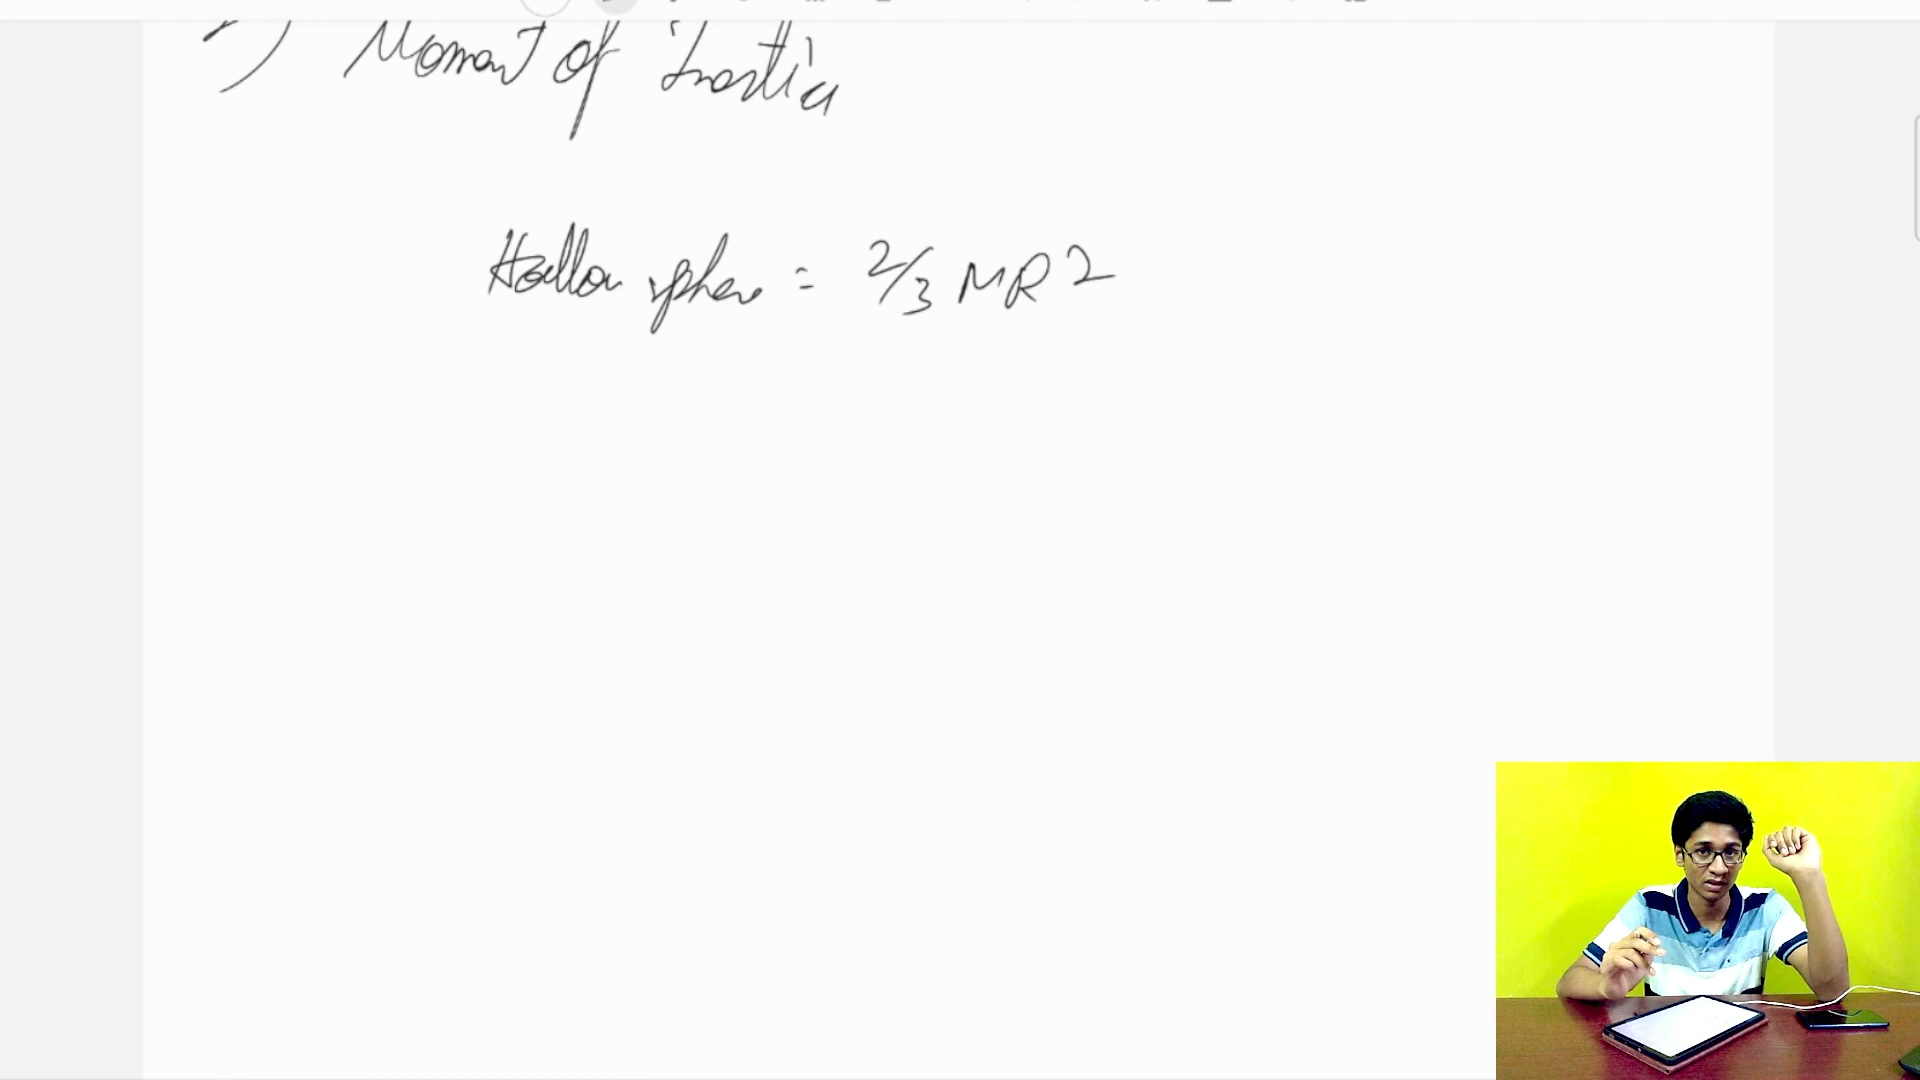 ) Moment of Inertia
Hollow sphere = 2/3 MR2